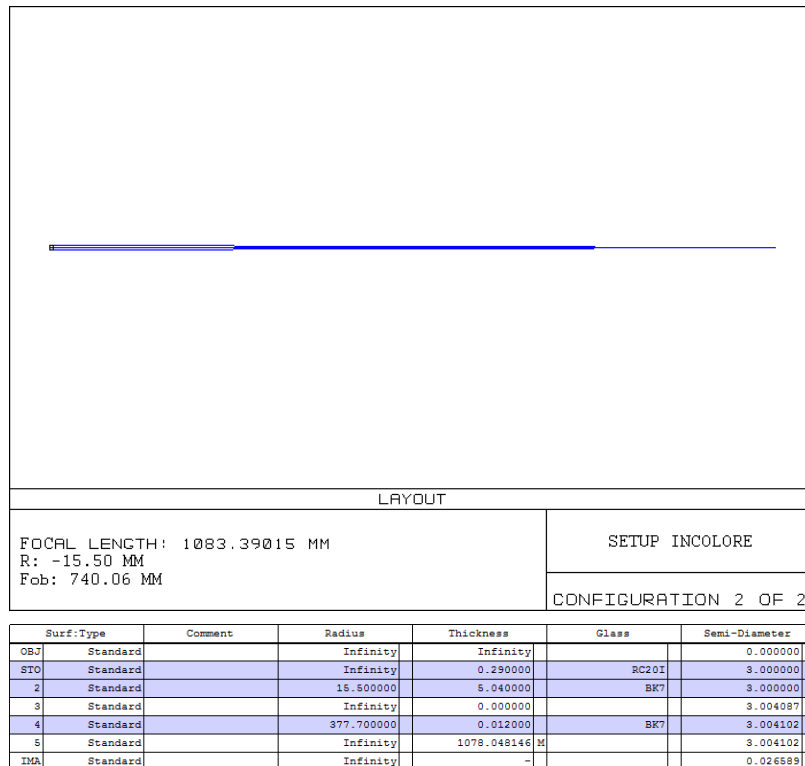 LAYOUT
FOCAL LENGTH: 1083.39015 MM
R: -15.50 MM
Fob: 740.06 MM
SETUP INCOLORE
CONFIGURATION 2 OF 2
Surf:Type Comment Radius Thickness Glass Semi-Diameter
OBJ Standard Infinity Infinity 0.000000
STO Standard Infinity 0.290000 RC20I 3.000000
2 Standard 15.500000 5.040000 BK7 3.000000
3 Standard Infinity 0.000000 3.004087
4 Standard 377.700000 0.012000 BK7 3.004102
5 Standard Infinity 1078.048146 M 3.004102
IMA Standard Infinity - 0.026589